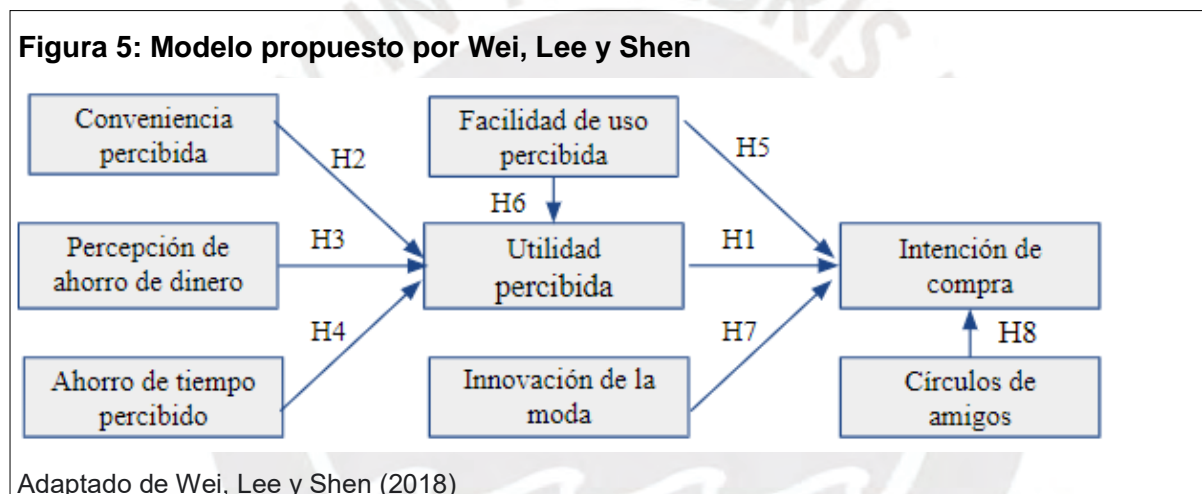 Figura 5: Modelo propuesto por Wei, Lee y Shen
Conveniencia
percibida
Facilidad de uso
percibida
H2
H5
H6
Percepción de
ahorro de dinero
H3
Utilidad
percibida
H1
Intención de
compra
H4
H7
H8
Ahorro de tiempo
percibido
Innovación de la
moda
Círculos de
amigos
Adaptado de Wei, Lee y Shen (2018)